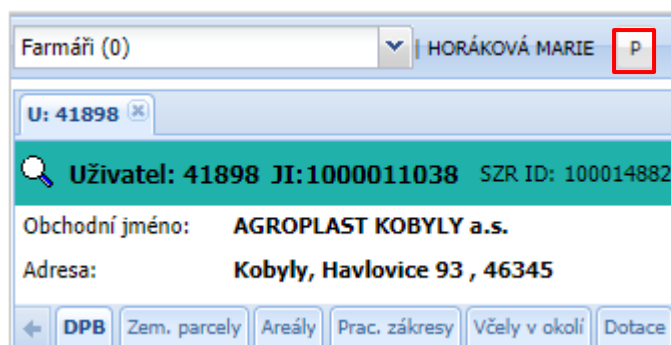 Farmáři (0) | HORÁKOVÁ MARIE P
U: 41898
Uživatel: 41898 JI:1000011038 SZR ID: 100014882
Obchodní jméno: AGROPLAST KOBYLY a.s.
Adresa: Kobyly, Havlovice 93 , 46345
DPB Zem. parcely Areály Prac. zákresy Včely v okolí Dotace